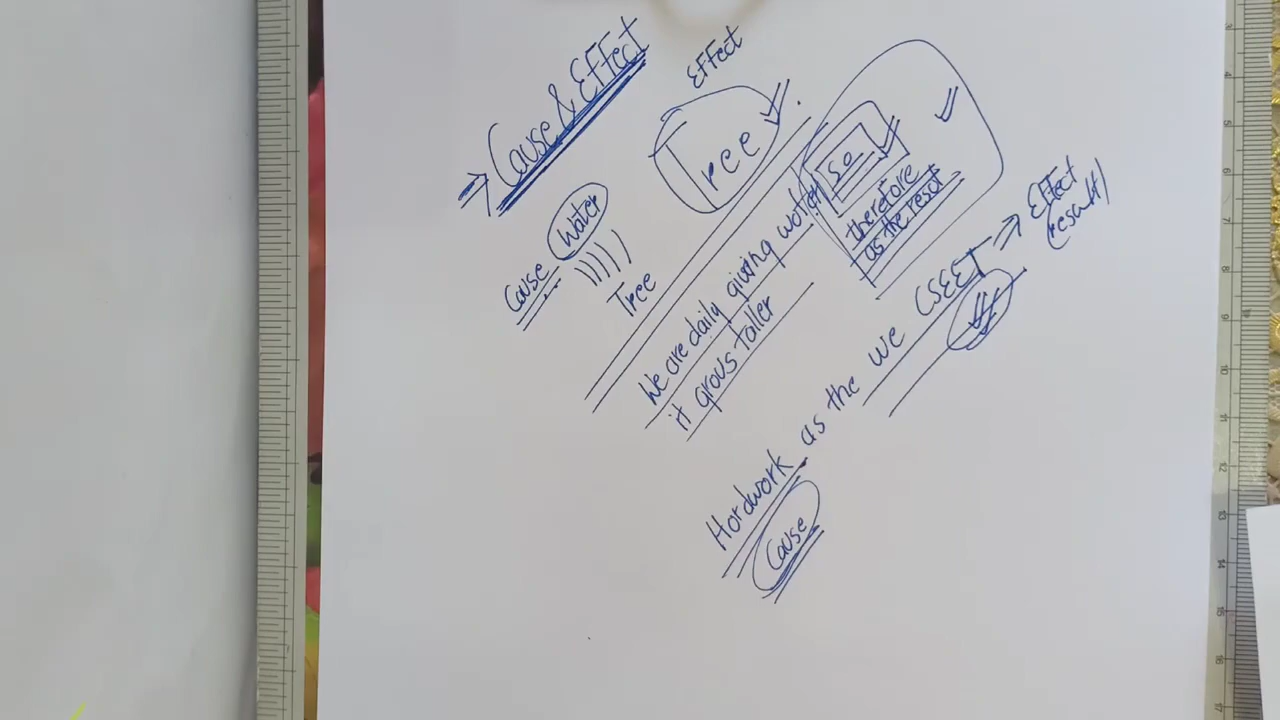 → Cause & Effect
Effect
Tree
Water
Cause
Tree
We are daily giving water so
therefore
as the resot
it grows taller
Hardwork as the we CSEET → Effect
(result)
Cause